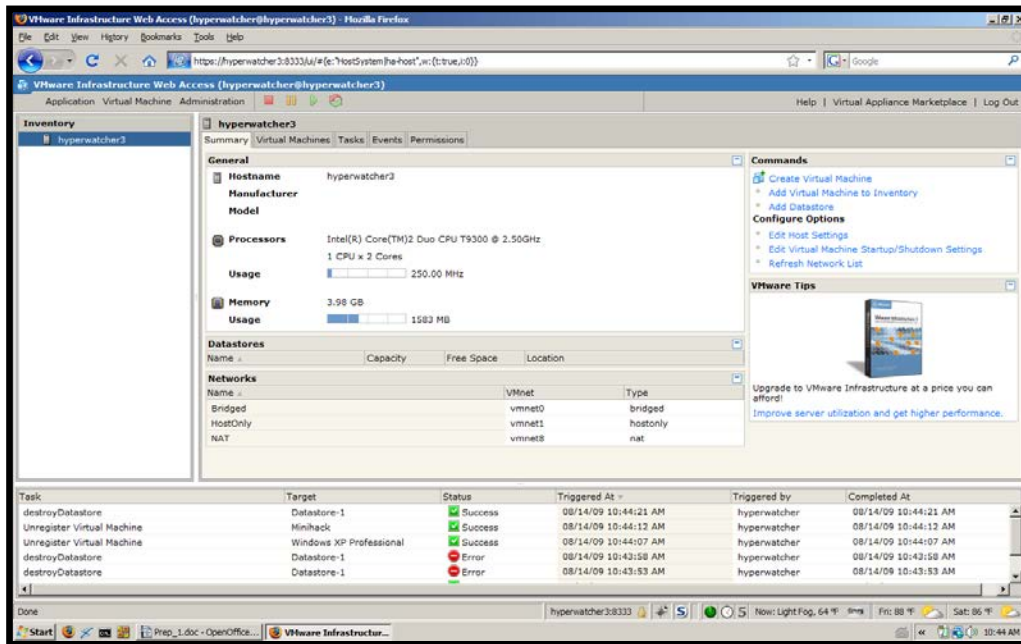 VMware Infrastructure Web Access (hyperwatcher@hyperwatcher3) - Mozilla Firefox
File Edit View History Bookmarks Tools Help
https://hyperwatcher3:8333/ui/#{e:"HostSystem|ha-host",w:{t:true,i:0}}
Google
VMware Infrastructure Web Access (hyperwatcher@hyperwatcher3)
Application Virtual Machine Administration
Help | Virtual Appliance Marketplace | Log Out
Inventory
hyperwatcher3
hyperwatcher3
Summary Virtual Machines Tasks Events Permissions
General
Hostname hyperwatcher3
Manufacturer
Model
Processors Intel(R) Core(TM)2 Duo CPU T9300 @ 2.50GHz
1 CPU x 2 Cores
Usage 250.00 MHz
Memory 3.98 GB
Usage 1583 MB
Datastores
Name Capacity Free Space Location
Networks
Name VMnet Type
Bridged vmnet0 bridged
HostOnly vmnet1 hostonly
NAT vmnet8 nat
Commands
Create Virtual Machine
Add Virtual Machine to Inventory
Add Datastore
Configure Options
Edit Host Settings
Edit Virtual Machine Startup/Shutdown Settings
Refresh Network List
VMware Tips
Upgrade to VMware Infrastructure at a price you can
afford!
Improve server utilization and get higher performance.
Task Target Status Triggered At Triggered by Completed At
destroyDatastore Datastore-1 Success 08/14/09 10:44:21 AM hyperwatcher 08/14/09 10:44:21 AM
Unregister Virtual Machine Minihack Success 08/14/09 10:44:12 AM hyperwatcher 08/14/09 10:44:12 AM
Unregister Virtual Machine Windows XP Professional Success 08/14/09 10:44:07 AM hyperwatcher 08/14/09 10:44:07 AM
destroyDatastore Datastore-1 Error 08/14/09 10:43:58 AM hyperwatcher 08/14/09 10:43:58 AM
destroyDatastore Datastore-1 Error 08/14/09 10:43:53 AM hyperwatcher 08/14/09 10:43:53 AM
Done hyperwatcher3:8333 S 5 Now: Light Fog, 64 °F Fri: 88 °F Sat: 86 °F
Start Prep_1.doc - OpenOffice... VMware Infrastructur... 10:44 AM